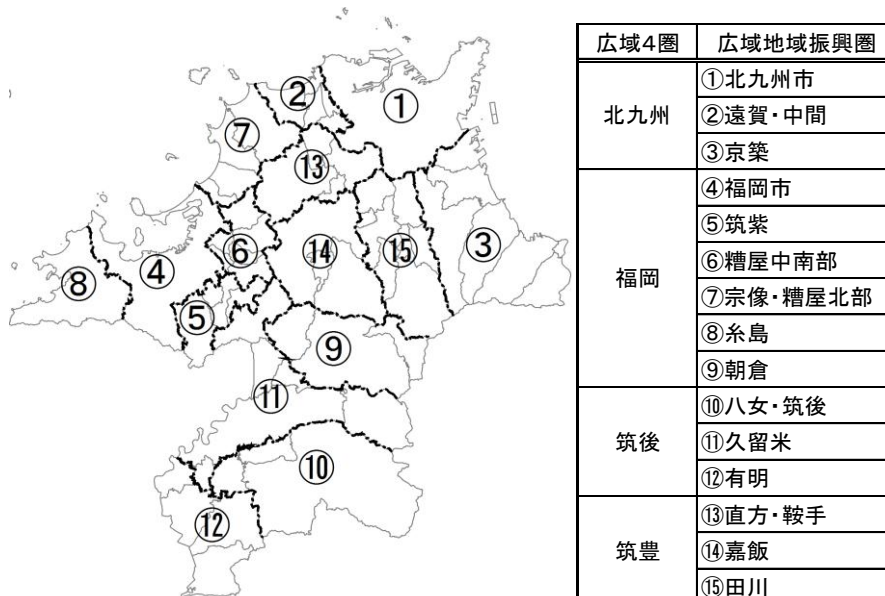 ②
①
⑦
⑬
⑥
⑭
⑮
③
④
⑧
⑤
⑨
⑪
⑩
⑫
広域4圏 広域地域振興圏
北九州
①北九州市
②遠賀・中間
③京築
福岡
④福岡市
⑤筑紫
⑥糟屋中南部
⑦宗像・糟屋北部
⑧糸島
⑨朝倉
筑後
⑩八女・筑後
⑪久留米
⑫有明
筑豊
⑬直方・鞍手
⑭嘉飯
⑮田川